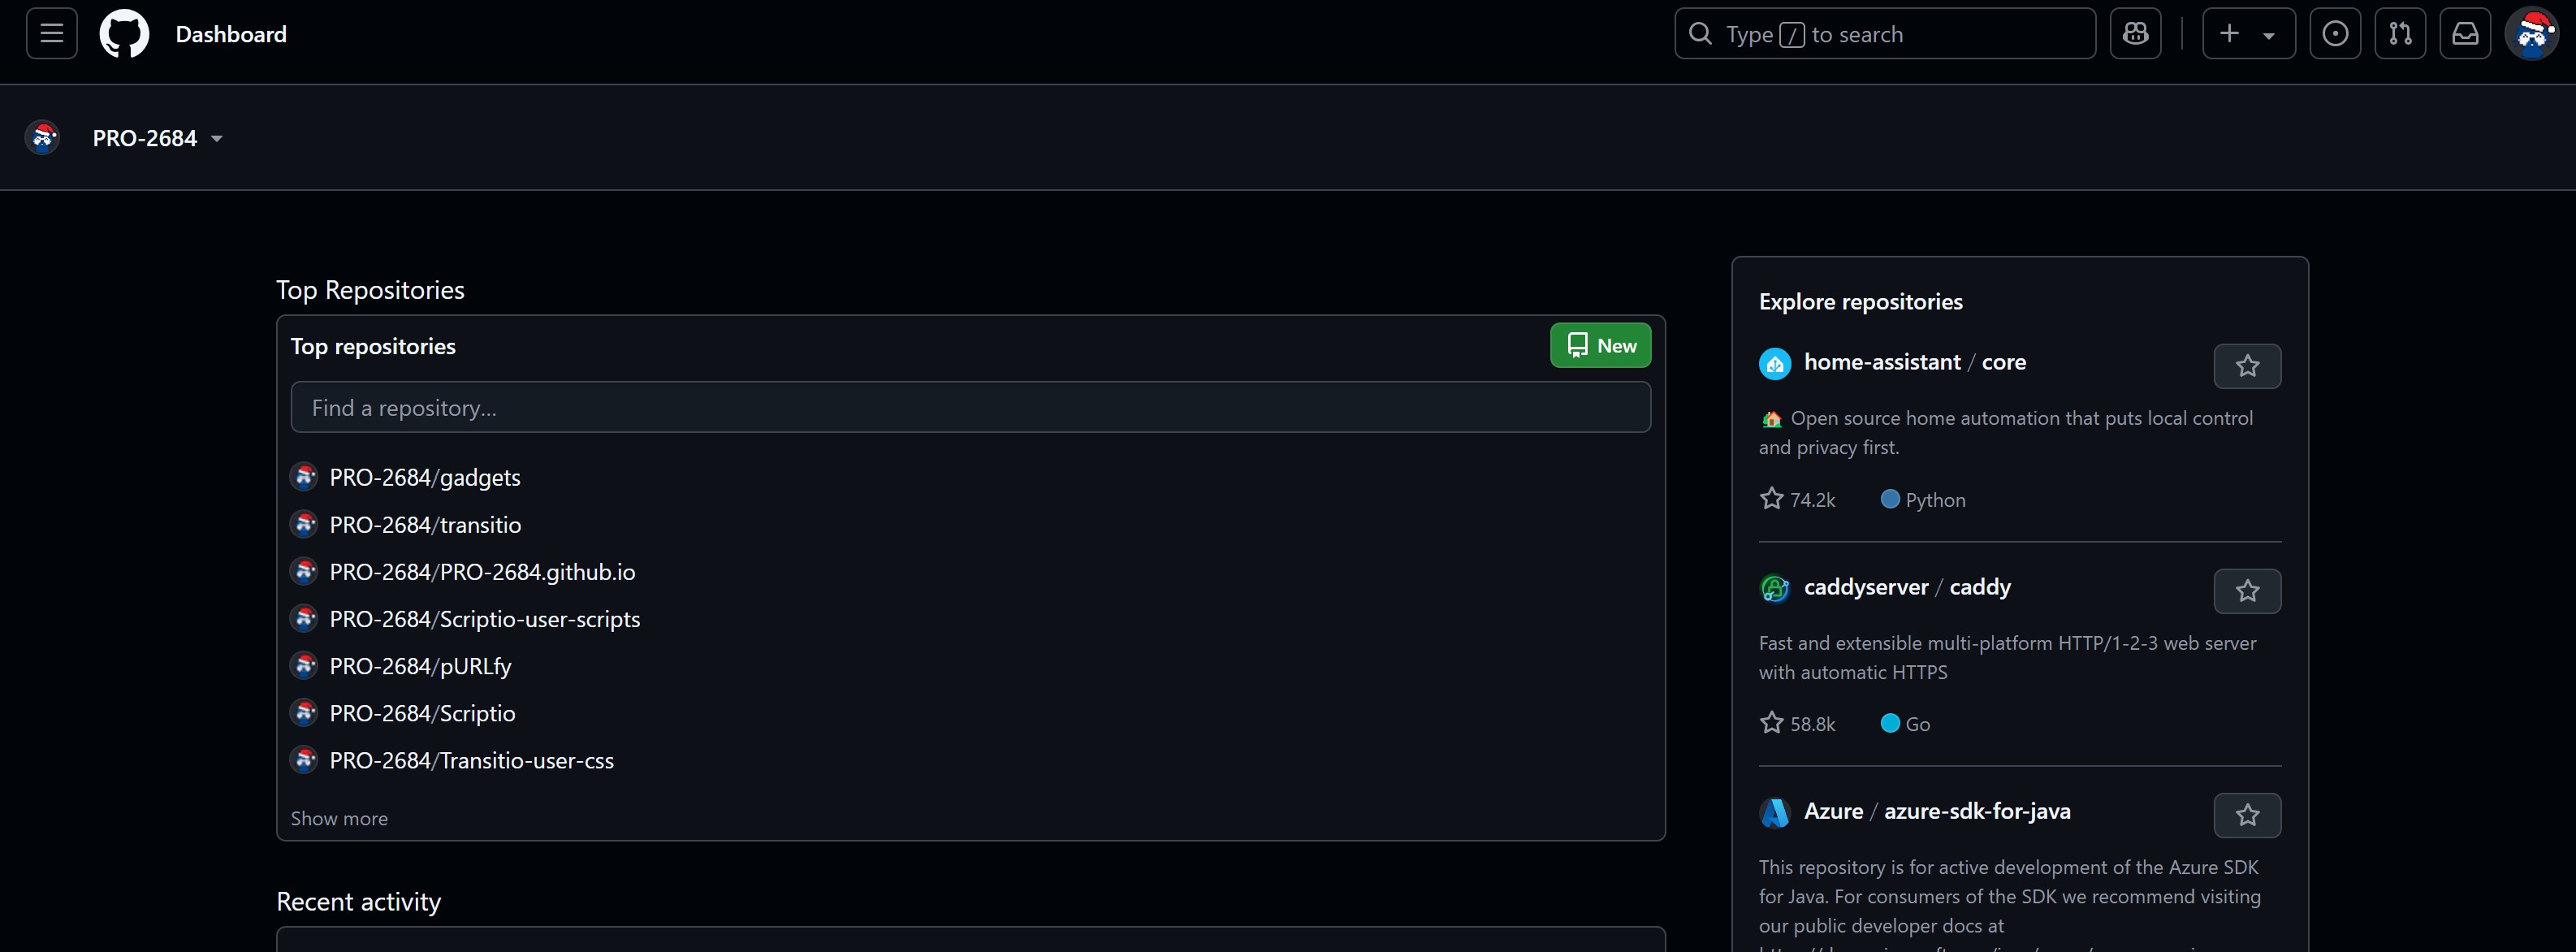 Dashboard
Type / to search
PRO-2684
Top Repositories
Top repositories
New
Find a repository...
PRO-2684/gadgets
PRO-2684/transitio
PRO-2684/PRO-2684.github.io
PRO-2684/Scriptio-user-scripts
PRO-2684/pURLfy
PRO-2684/Scriptio
PRO-2684/Transitio-user-css
Show more
Recent activity
Explore repositories
home-assistant / core
Open source home automation that puts local control
and privacy first.
74.2k Python
caddyserver / caddy
Fast and extensible multi-platform HTTP/1-2-3 web server
with automatic HTTPS
58.8k Go
Azure / azure-sdk-for-java
This repository is for active development of the Azure SDK
for Java. For consumers of the SDK we recommend visiting
our public developer docs at